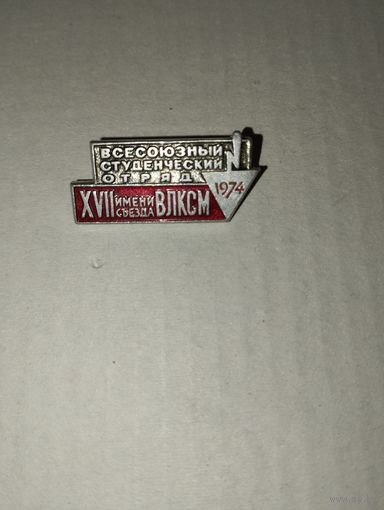 ВСЕСОЮЗНЫЙ
СТУДЕНЧЕСКИЙ
ОТРЯД
1974
XVII ИМЕНИ СЪЕЗДА ВЛКСМ